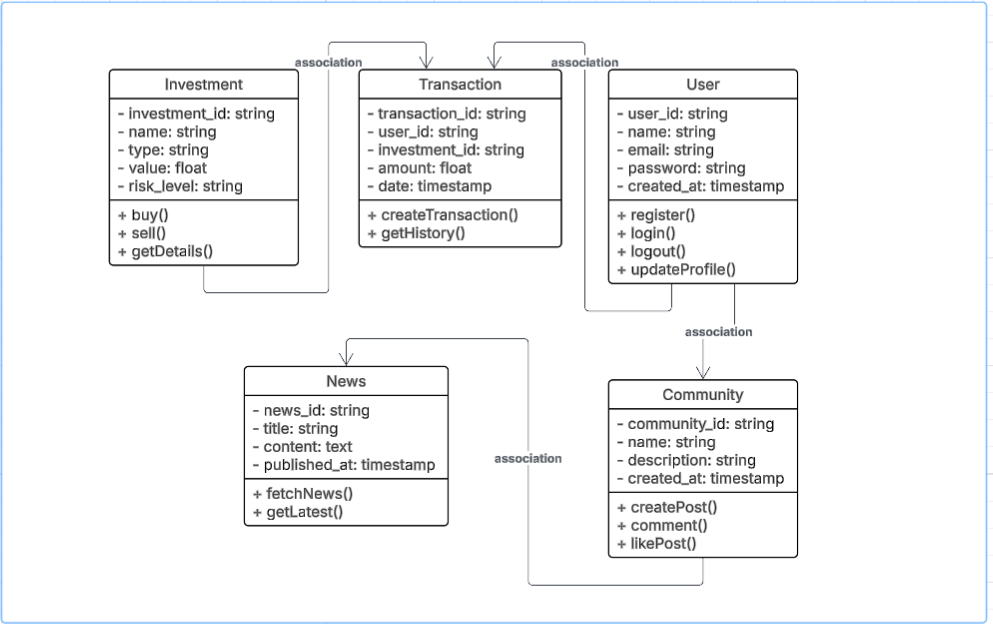 association
association
Investment
- investment_id: string
- name: string
- type: string
- value: float
- risk_level: string
+ buy()
+ sell()
+ getDetails()
Transaction
- transaction_id: string
- user_id: string
- investment_id: string
- amount: float
- date: timestamp
+ createTransaction()
+ getHistory()
User
- user_id: string
- name: string
- email: string
- password: string
- created_at: timestamp
+ register()
+ login()
+ logout()
+ updateProfile()
association
News
- news_id: string
- title: string
- content: text
- published_at: timestamp
+ fetchNews()
+ getLatest()
association
Community
- community_id: string
- name: string
- description: string
- created_at: timestamp
+ createPost()
+ comment()
+ likePost()